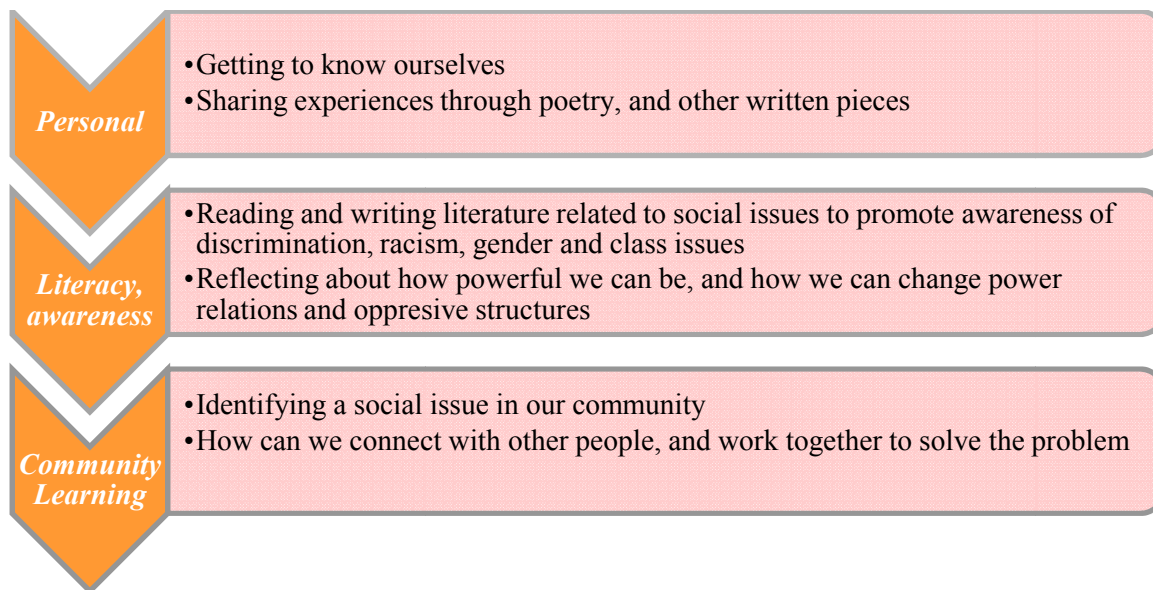 Personal
•Getting to know ourselves
•Sharing experiences through poetry, and other written pieces
Literacy,
awareness
•Reading and writing literature related to social issues to promote awareness of
discrimination, racism, gender and class issues
•Reflecting about how powerful we can be, and how we can change power
relations and oppresive structures
Community
Learning
•Identifying a social issue in our community
•How can we connect with other people, and work together to solve the problem